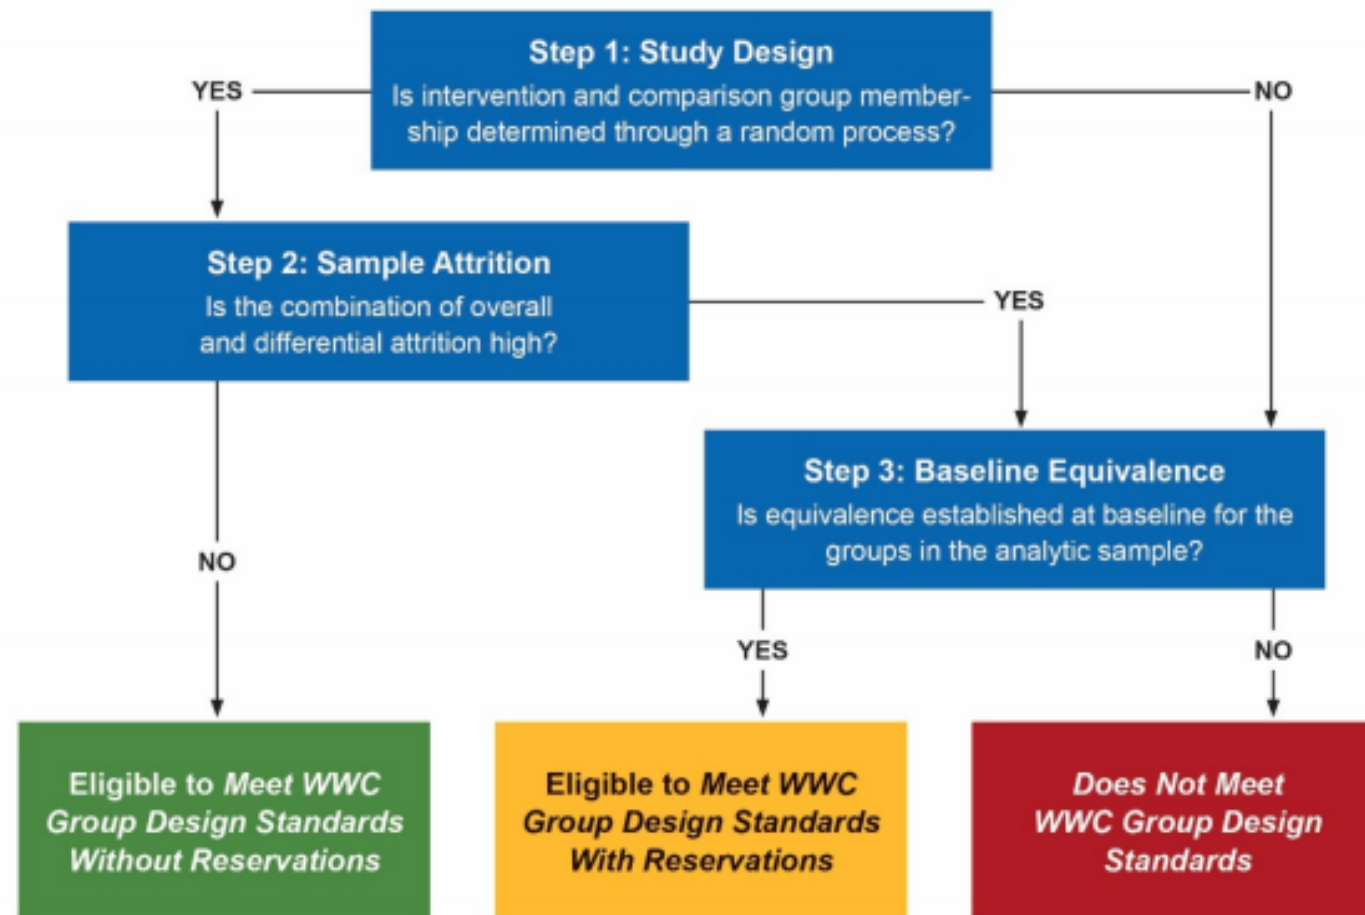 Step 1: Study Design
Is intervention and comparison group member-
ship determined through a random process?
YES
NO
Step 2: Sample Attrition
Is the combination of overall
and differential attrition high?
YES
NO
Step 3: Baseline Equivalence
Is equivalence established at baseline for the
groups in the analytic sample?
YES
NO
Eligible to Meet WWC
Group Design Standards
Without Reservations
Eligible to Meet WWC
Group Design Standards
With Reservations
Does Not Meet
WWC Group Design
Standards